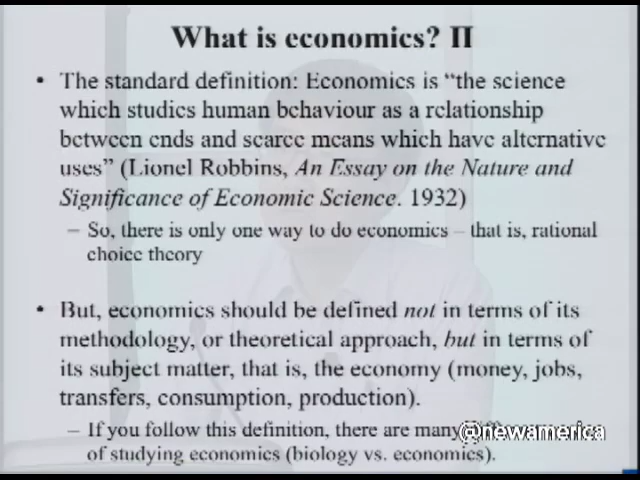 What is economics? II
• The standard definition: Economics is “the science
which studies human behaviour as a relationship
between ends and scarce means which have alternative
uses” (Lionel Robbins, An Essay on the Nature and
Significance of Economic Science. 1932)
– So, there is only one way to do economics – that is, rational
choice theory
• But, economics should be defined not in terms of its
methodology, or theoretical approach, but in terms of
its subject matter, that is, the economy (money, jobs,
transfers, consumption, production).
– If you follow this definition, there are many
@newamerica
of studying economics (biology vs. economics).